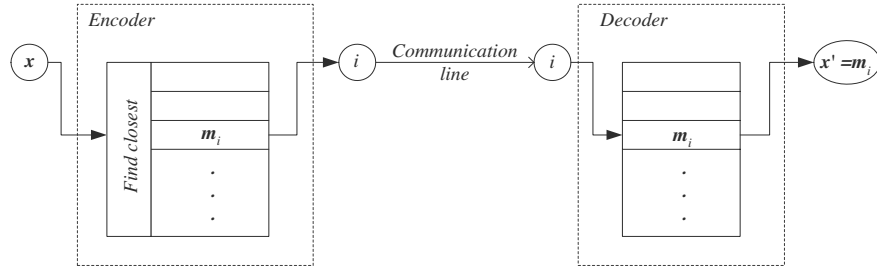 Encoder
Decoder
x
Find closest
m_i
.
.
.
i
Communication
line
i
m_i
.
.
.
x' =m_i